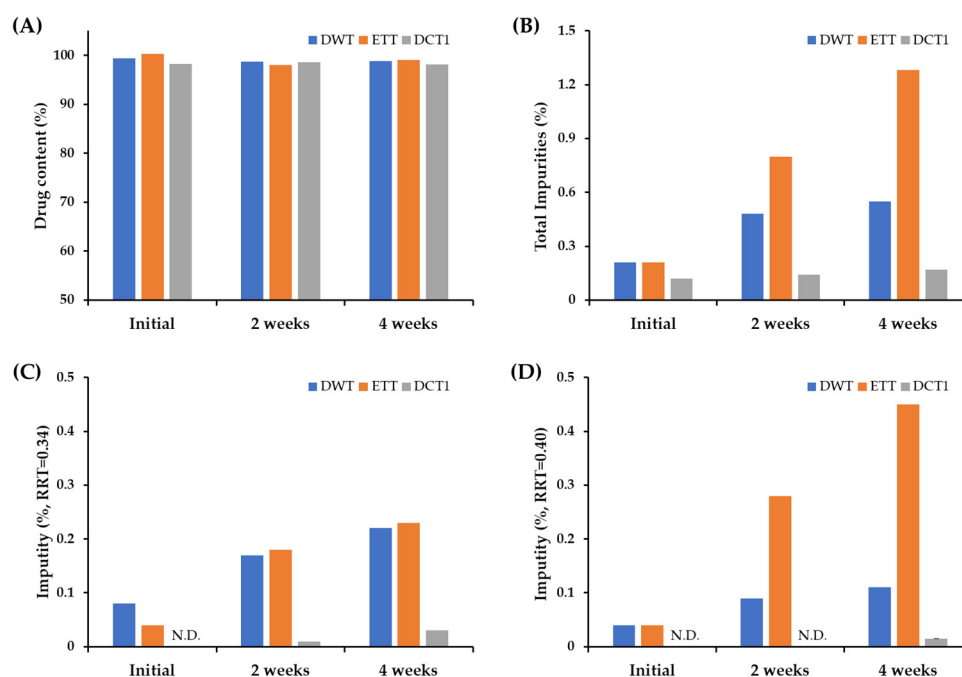 (A)
DWT ETT DCT1
Drug content (%)
100
90
80
70
60
50
Initial 2 weeks 4 weeks
(B)
DWT ETT DCT1
Total Impurities (%)
1.5
1.2
0.9
0.6
0.3
0
Initial 2 weeks 4 weeks
(C)
DWT ETT DCT1
Imputity (%, RRT=0.34)
0.5
0.4
0.3
0.2
0.1
0
N.D.
Initial 2 weeks 4 weeks
(D)
DWT ETT DCT1
Imputity (%, RRT=0.40)
0.5
0.4
0.3
0.2
0.1
0
N.D. N.D.
Initial 2 weeks 4 weeks